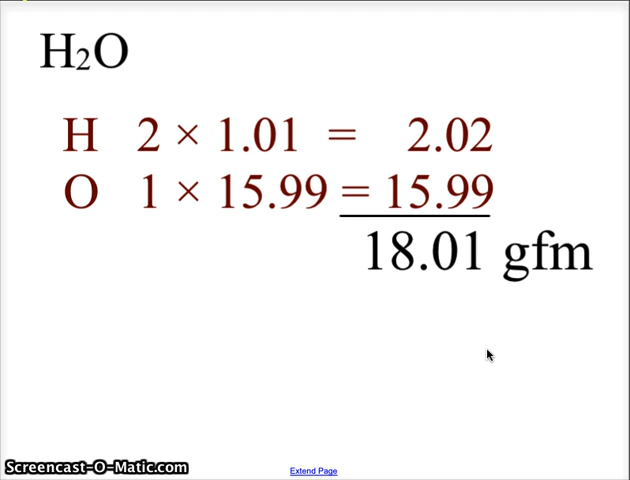 H₂O
H 2 × 1.01 = 2.02
O 1 × 15.99 = 15.99
18.01 gfm
Screencast-O-Matic.com
Extend Page